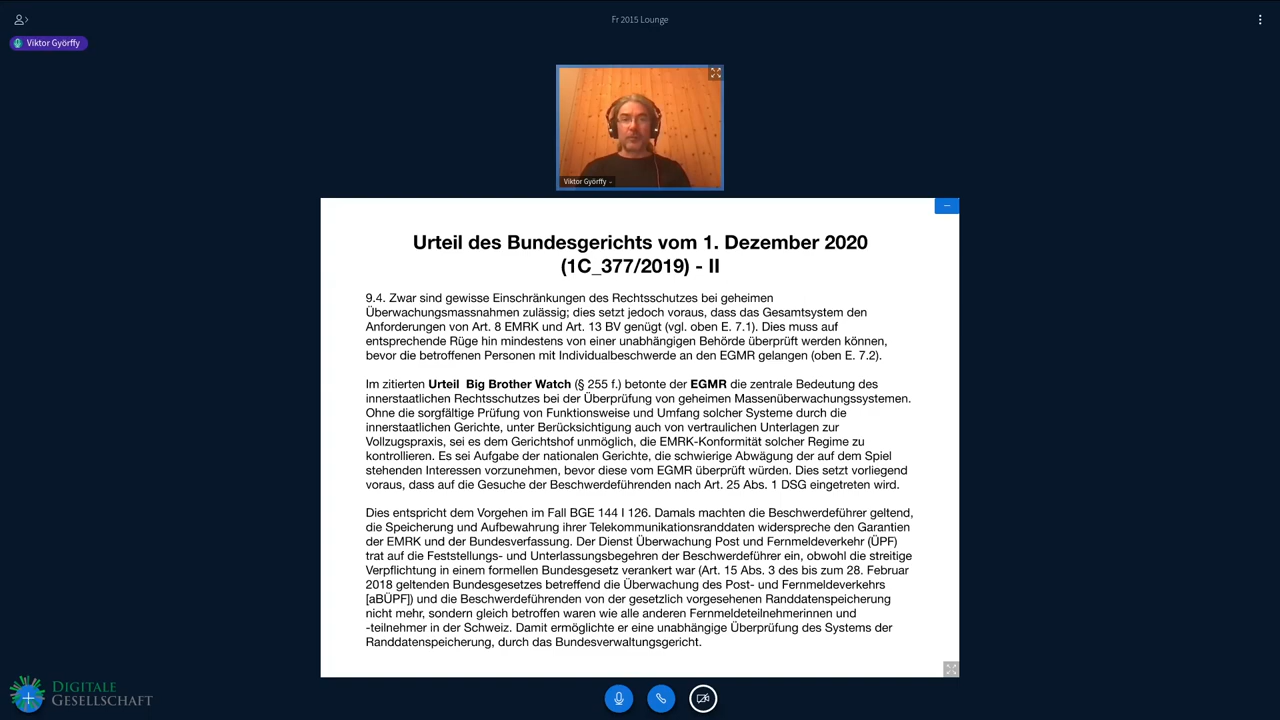 Fr 2015 Lounge
Viktor Györffy
Viktor Györffy
Urteil des Bundesgerichts vom 1. Dezember 2020
(1C_377/2019) - II
9.4. Zwar sind gewisse Einschränkungen des Rechtsschutzes bei geheimen
Überwachungsmassnahmen zulässig; dies setzt jedoch voraus, dass das Gesamtsystem den
Anforderungen von Art. 8 EMRK und Art. 13 BV genügt (vgl. oben E. 7.1). Dies muss auf
entsprechende Rüge hin mindestens von einer unabhängigen Behörde überprüft werden können,
bevor die betroffenen Personen mit Individualbeschwerde an den EGMR gelangen (oben E. 7.2).
Im zitierten Urteil Big Brother Watch (§ 255 f.) betonte der EGMR die zentrale Bedeutung des
innerstaatlichen Rechtsschutzes bei der Überprüfung von geheimen Massenüberwachungssystemen.
Ohne die sorgfältige Prüfung von Funktionsweise und Umfang solcher Systeme durch die
innerstaatlichen Gerichte, unter Berücksichtigung auch von vertraulichen Unterlagen zur
Vollzugspraxis, sei es dem Gerichtshof unmöglich, die EMRK-Konformität solcher Regime zu
kontrollieren. Es sei Aufgabe der nationalen Gerichte, die schwierige Abwägung der auf dem Spiel
stehenden Interessen vorzunehmen, bevor diese vom EGMR überprüft würden. Dies setzt vorliegend
voraus, dass auf die Gesuche der Beschwerdeführenden nach Art. 25 Abs. 1 DSG eingetreten wird.
Dies entspricht dem Vorgehen im Fall BGE 144 I 126. Damals machten die Beschwerdeführer geltend,
die Speicherung und Aufbewahrung ihrer Telekommunikationsranddaten widerspreche den Garantien
der EMRK und der Bundesverfassung. Der Dienst Überwachung Post und Fernmeldeverkehr (ÜPF)
trat auf die Feststellungs- und Unterlassungsbegehren der Beschwerdeführer ein, obwohl die streitige
Verpflichtung in einem formellen Bundesgesetz verankert war (Art. 15 Abs. 3 des bis zum 28. Februar
2018 geltenden Bundesgesetzes betreffend die Überwachung des Post- und Fernmeldeverkehrs
[aBÜPF]) und die Beschwerdeführenden von der gesetzlich vorgesehenen Randdatenspeicherung
nicht mehr, sondern gleich betroffen waren wie alle anderen Fernmeldeteilnehmerinnen und
-teilnehmer in der Schweiz. Damit ermöglichte er eine unabhängige Überprüfung des Systems der
Randdatenspeicherung, durch das Bundesverwaltungsgericht.
DIGITALE
GESELLSCHAFT